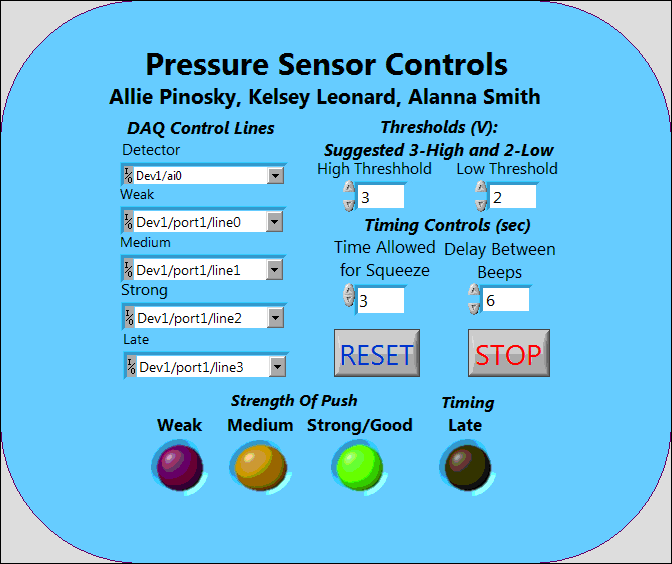 Pressure Sensor Controls
Allie Pinosky, Kelsey Leonard, Alanna Smith
DAQ Control Lines
Detector
I/O Dev1/ai0
Weak
I/O Dev1/port1/line0
Medium
I/O Dev1/port1/line1
Strong
I/O Dev1/port1/line2
Late
I/O Dev1/port1/line3
Thresholds (V):
Suggested 3-High and 2-Low
High Threshhold Low Threshold
3 2
Timing Controls (sec)
Time Allowed
for Squeeze
3
Delay Between
Beeps
6
RESET STOP
Strength Of Push
Weak Medium Strong/Good
Timing
Late